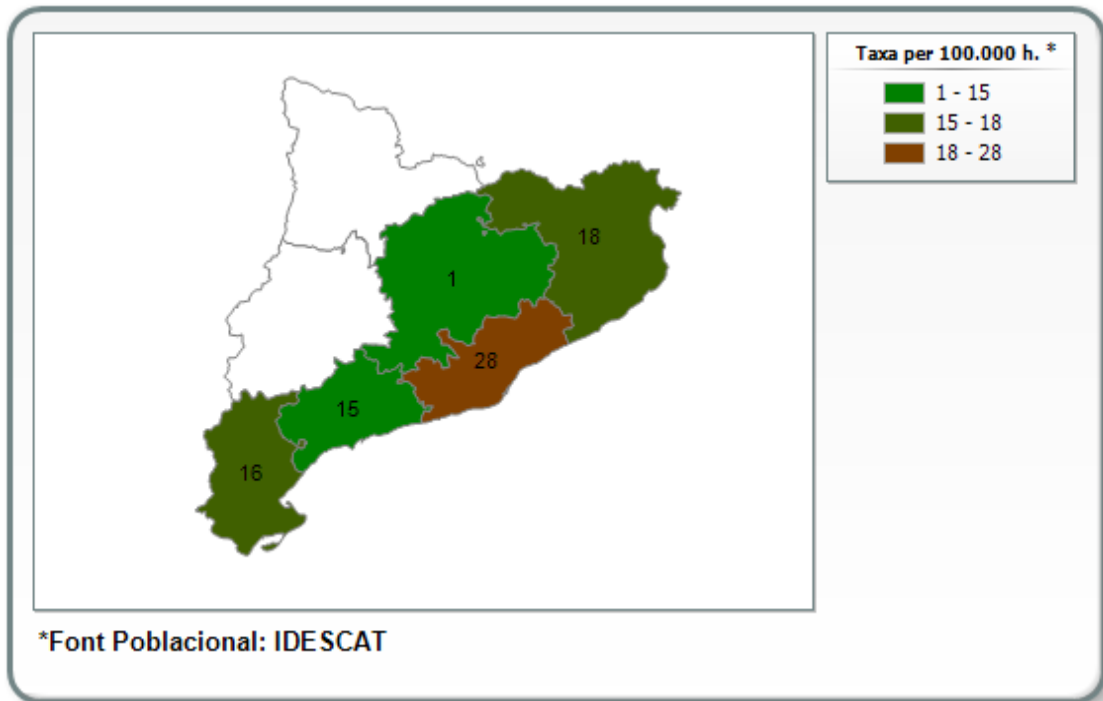 Taxa per 100.000 h. *
1 - 15
15 - 18
18 - 28
18
1
28
15
16
*Font Poblacional: IDESCAT